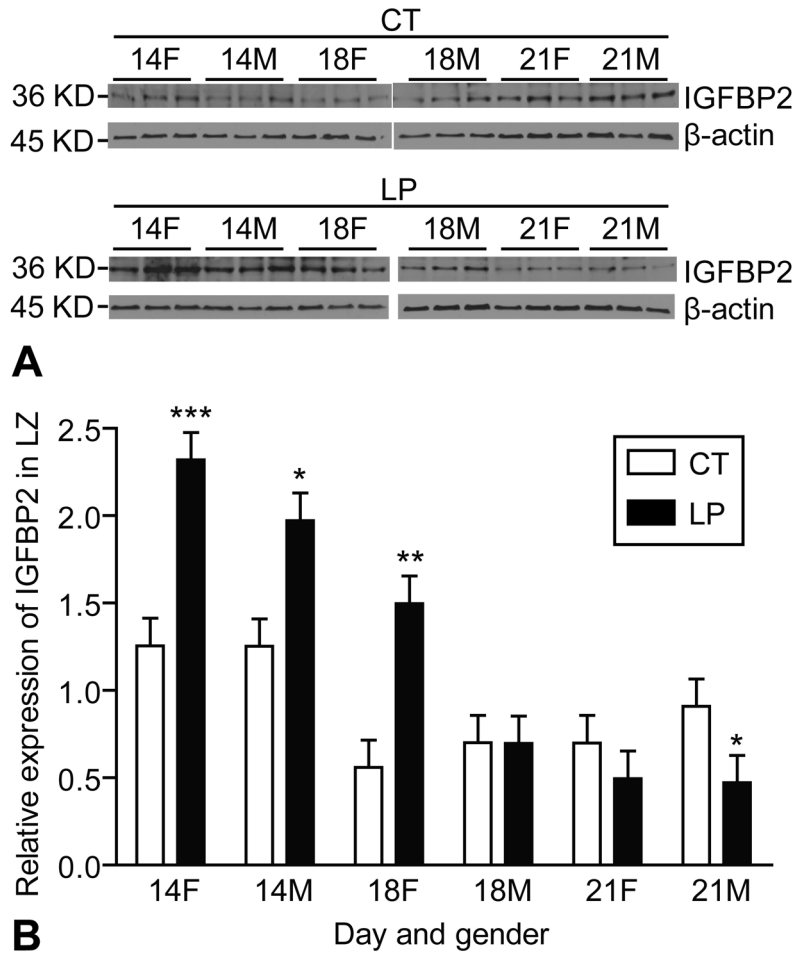 CT
14F 14M 18F 18M 21F 21M
36 KD IGFBP2
45 KD β-actin
LP
14F 14M 18F 18M 21F 21M
36 KD IGFBP2
45 KD β-actin
A
Relative expression of IGFBP2 in LZ
2.5
2.0
1.5
1.0
0.5
0.0
***
*
**
*
CT
LP
14F 14M 18F 18M 21F 21M
Day and gender
B